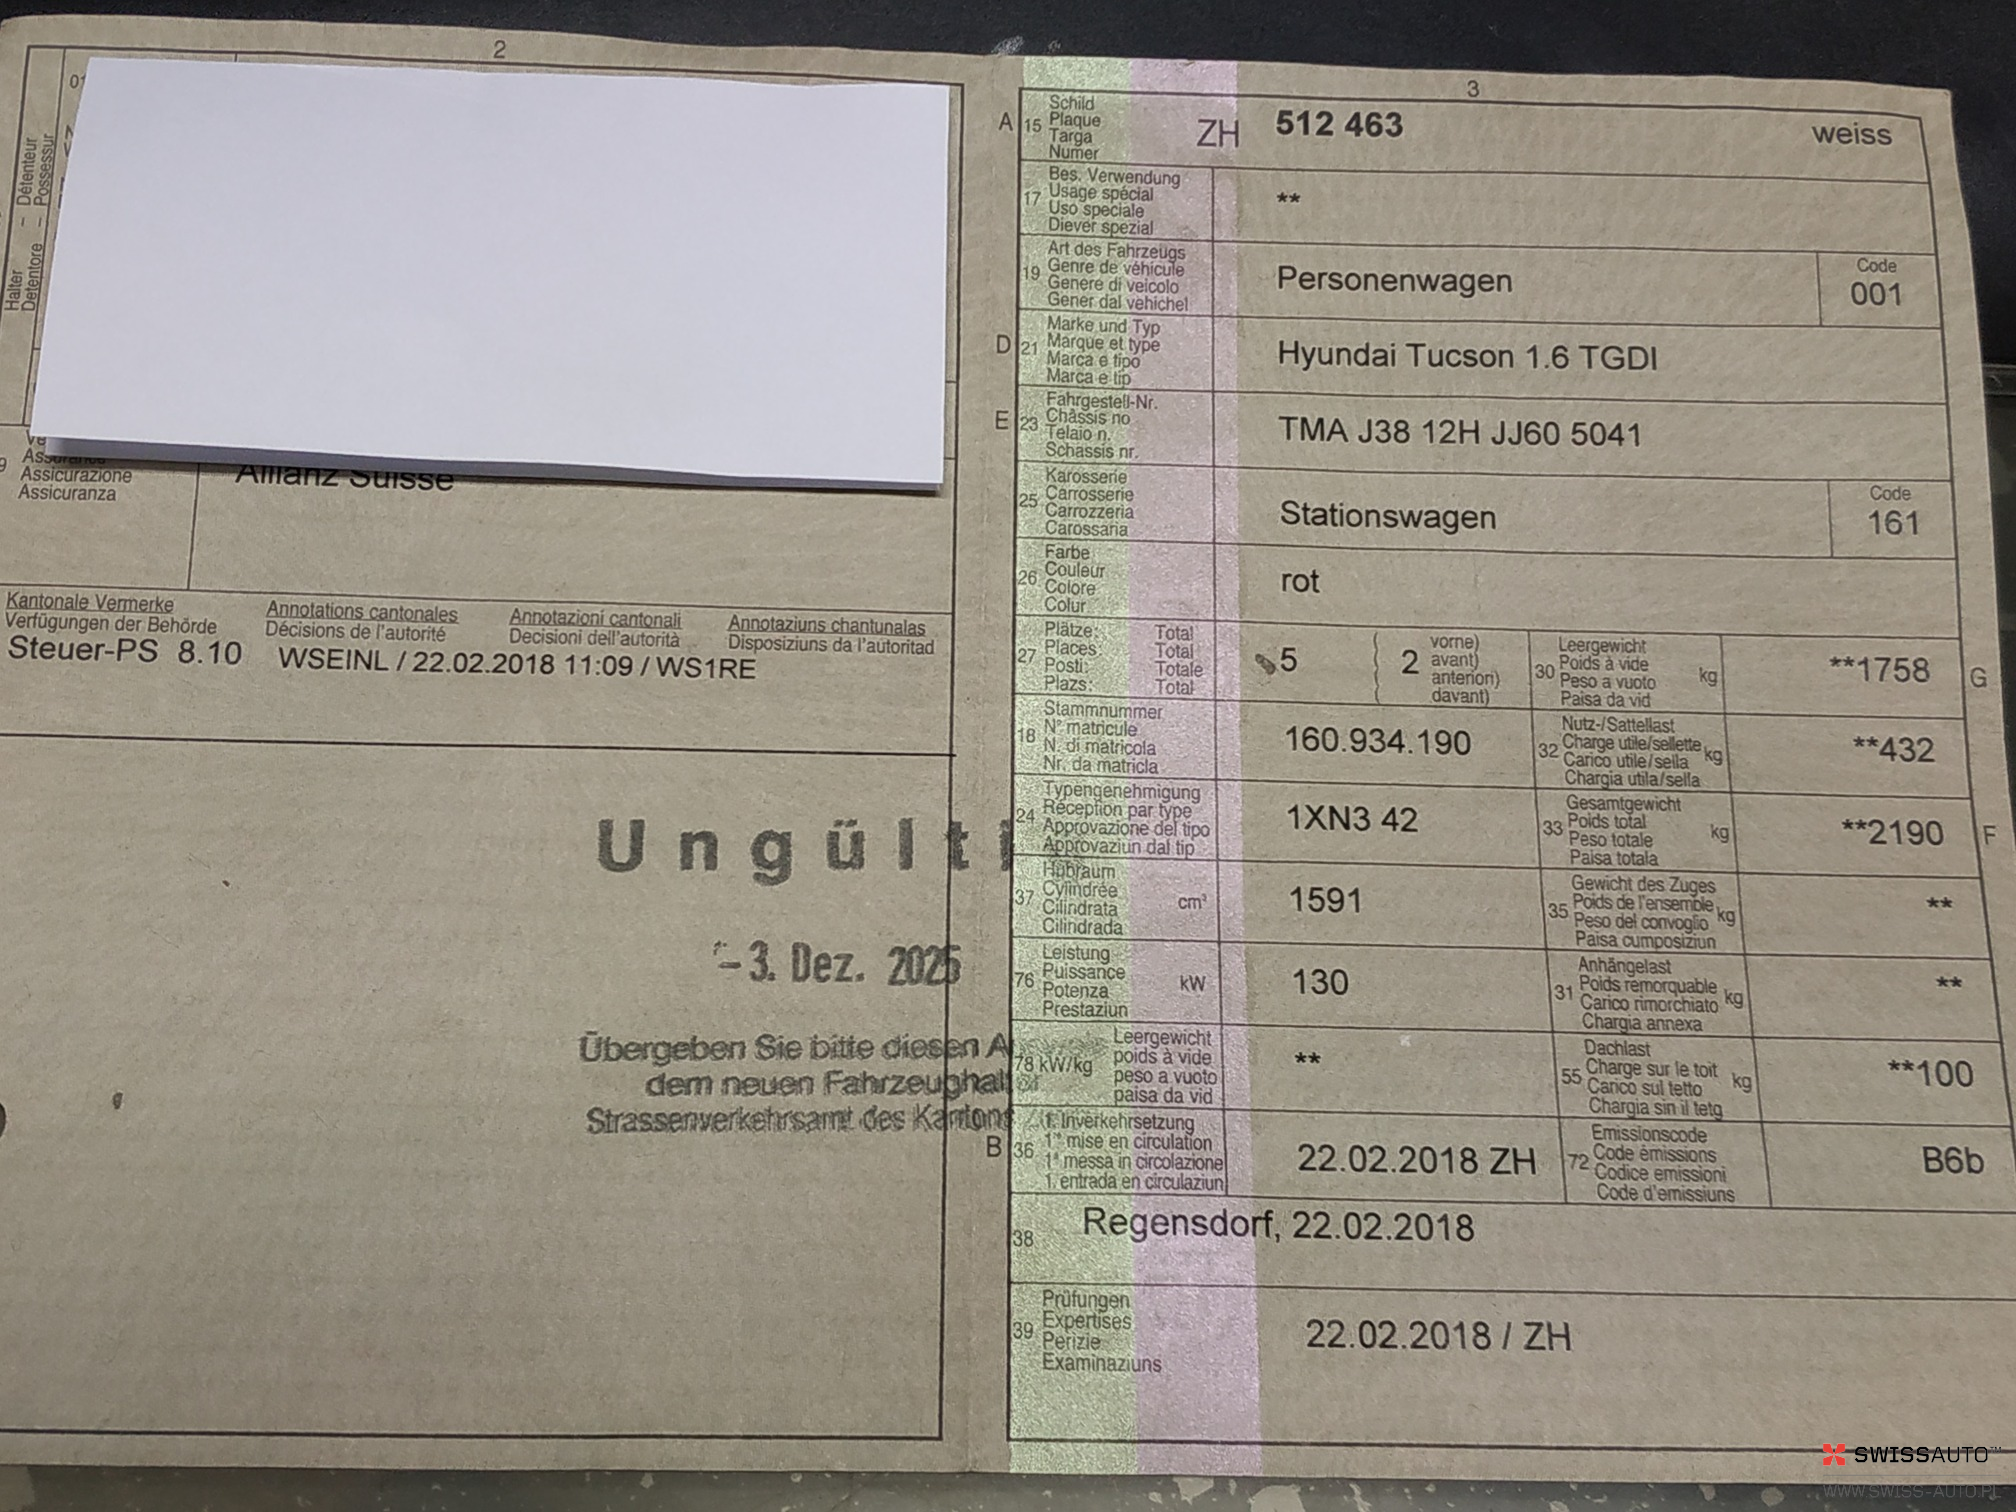 2
01
Halter – Détenteur
Detentore – Possessur
Assurance
Assicurazione
Assicuranza
Allianz Suisse
Kantonale Vermerke
Verfügungen der Behörde
Annotations cantonales
Décisions de l'autorité
Annotazioni cantonali
Decisioni dell'autorità
Annotaziuns chantunalas
Disposiziuns da l'autoritad
Steuer-PS 8.10
WSEINL / 22.02.2018 11:09 / WS1RE
Ungülti
- 3. Dez. 2025
Übergeben Sie bitte diesen A
dem neuen Fahrzeughal
Strassenverkehrsamt des Kantons
3
A
15
Schild
Plaque
Targa
Numer
ZH
512 463
weiss
17
Bes. Verwendung
Usage spécial
Uso speciale
Diever spezial
**
19
Art des Fahrzeugs
Genre de véhicule
Genere di veicolo
Gener dal vehichel
Personenwagen
Code
001
D
21
Marke und Typ
Marque et type
Marca e tipo
Marca e tip
Hyundai Tucson 1.6 TGDI
E
23
Fahrgestell-Nr.
Châssis no
Telaio n.
Schassis nr.
TMA J38 12H JJ60 5041
25
Karosserie
Carrosserie
Carrozzeria
Carossaria
Stationswagen
Code
161
26
Farbe
Couleur
Colore
Colur
rot
27
Plätze: Total
Places: Total
Posti: Totale
Plazs: Total
5
2
vorne)
avant)
anteriori)
davant)
30
Leergewicht
Poids à vide
Peso a vuoto
Paisa da vid
kg
**1758
G
18
Stammnummer
N° matricule
N. di matricola
Nr. da matricla
160.934.190
32
Nutz-/Sattellast
Charge utile/sellette
Carico utile/sella
Chargia utila/sella
kg
**432
24
Typengenehmigung
Réception par type
Approvazione del tipo
Approvaziun dal tip
1XN3 42
33
Gesamtgewicht
Poids total
Peso totale
Paisa totala
kg
**2190
F
37
Hubraum
Cylindrée
Cilindrata
Cilindrada
cm³
1591
35
Gewicht des Zuges
Poids de l'ensemble
Peso del convoglio
Paisa cumposiziun
kg
**
76
Leistung
Puissance
Potenza
Prestaziun
kW
130
31
Anhängelast
Poids remorquable
Carico rimorchiato
Chargia annexa
kg
**
78 kW/kg
Leergewicht
poids à vide
peso a vuoto
paisa da vid
**
55
Dachlast
Charge sur le toit
Carico sul tetto
Chargia sin il tetg
kg
**100
B
36
1. Inverkehrsetzung
1re mise en circulation
1a messa in circolazione
1. entrada en circulaziun
22.02.2018 ZH
72
Emissionscode
Code émissions
Codice emissioni
Code d'emissiuns
B6b
38
Regensdorf, 22.02.2018
39
Prüfungen
Expertises
Perizie
Examinaziuns
22.02.2018 / ZH
SWISSAUTO™
WWW.SWISS-AUTO.PL